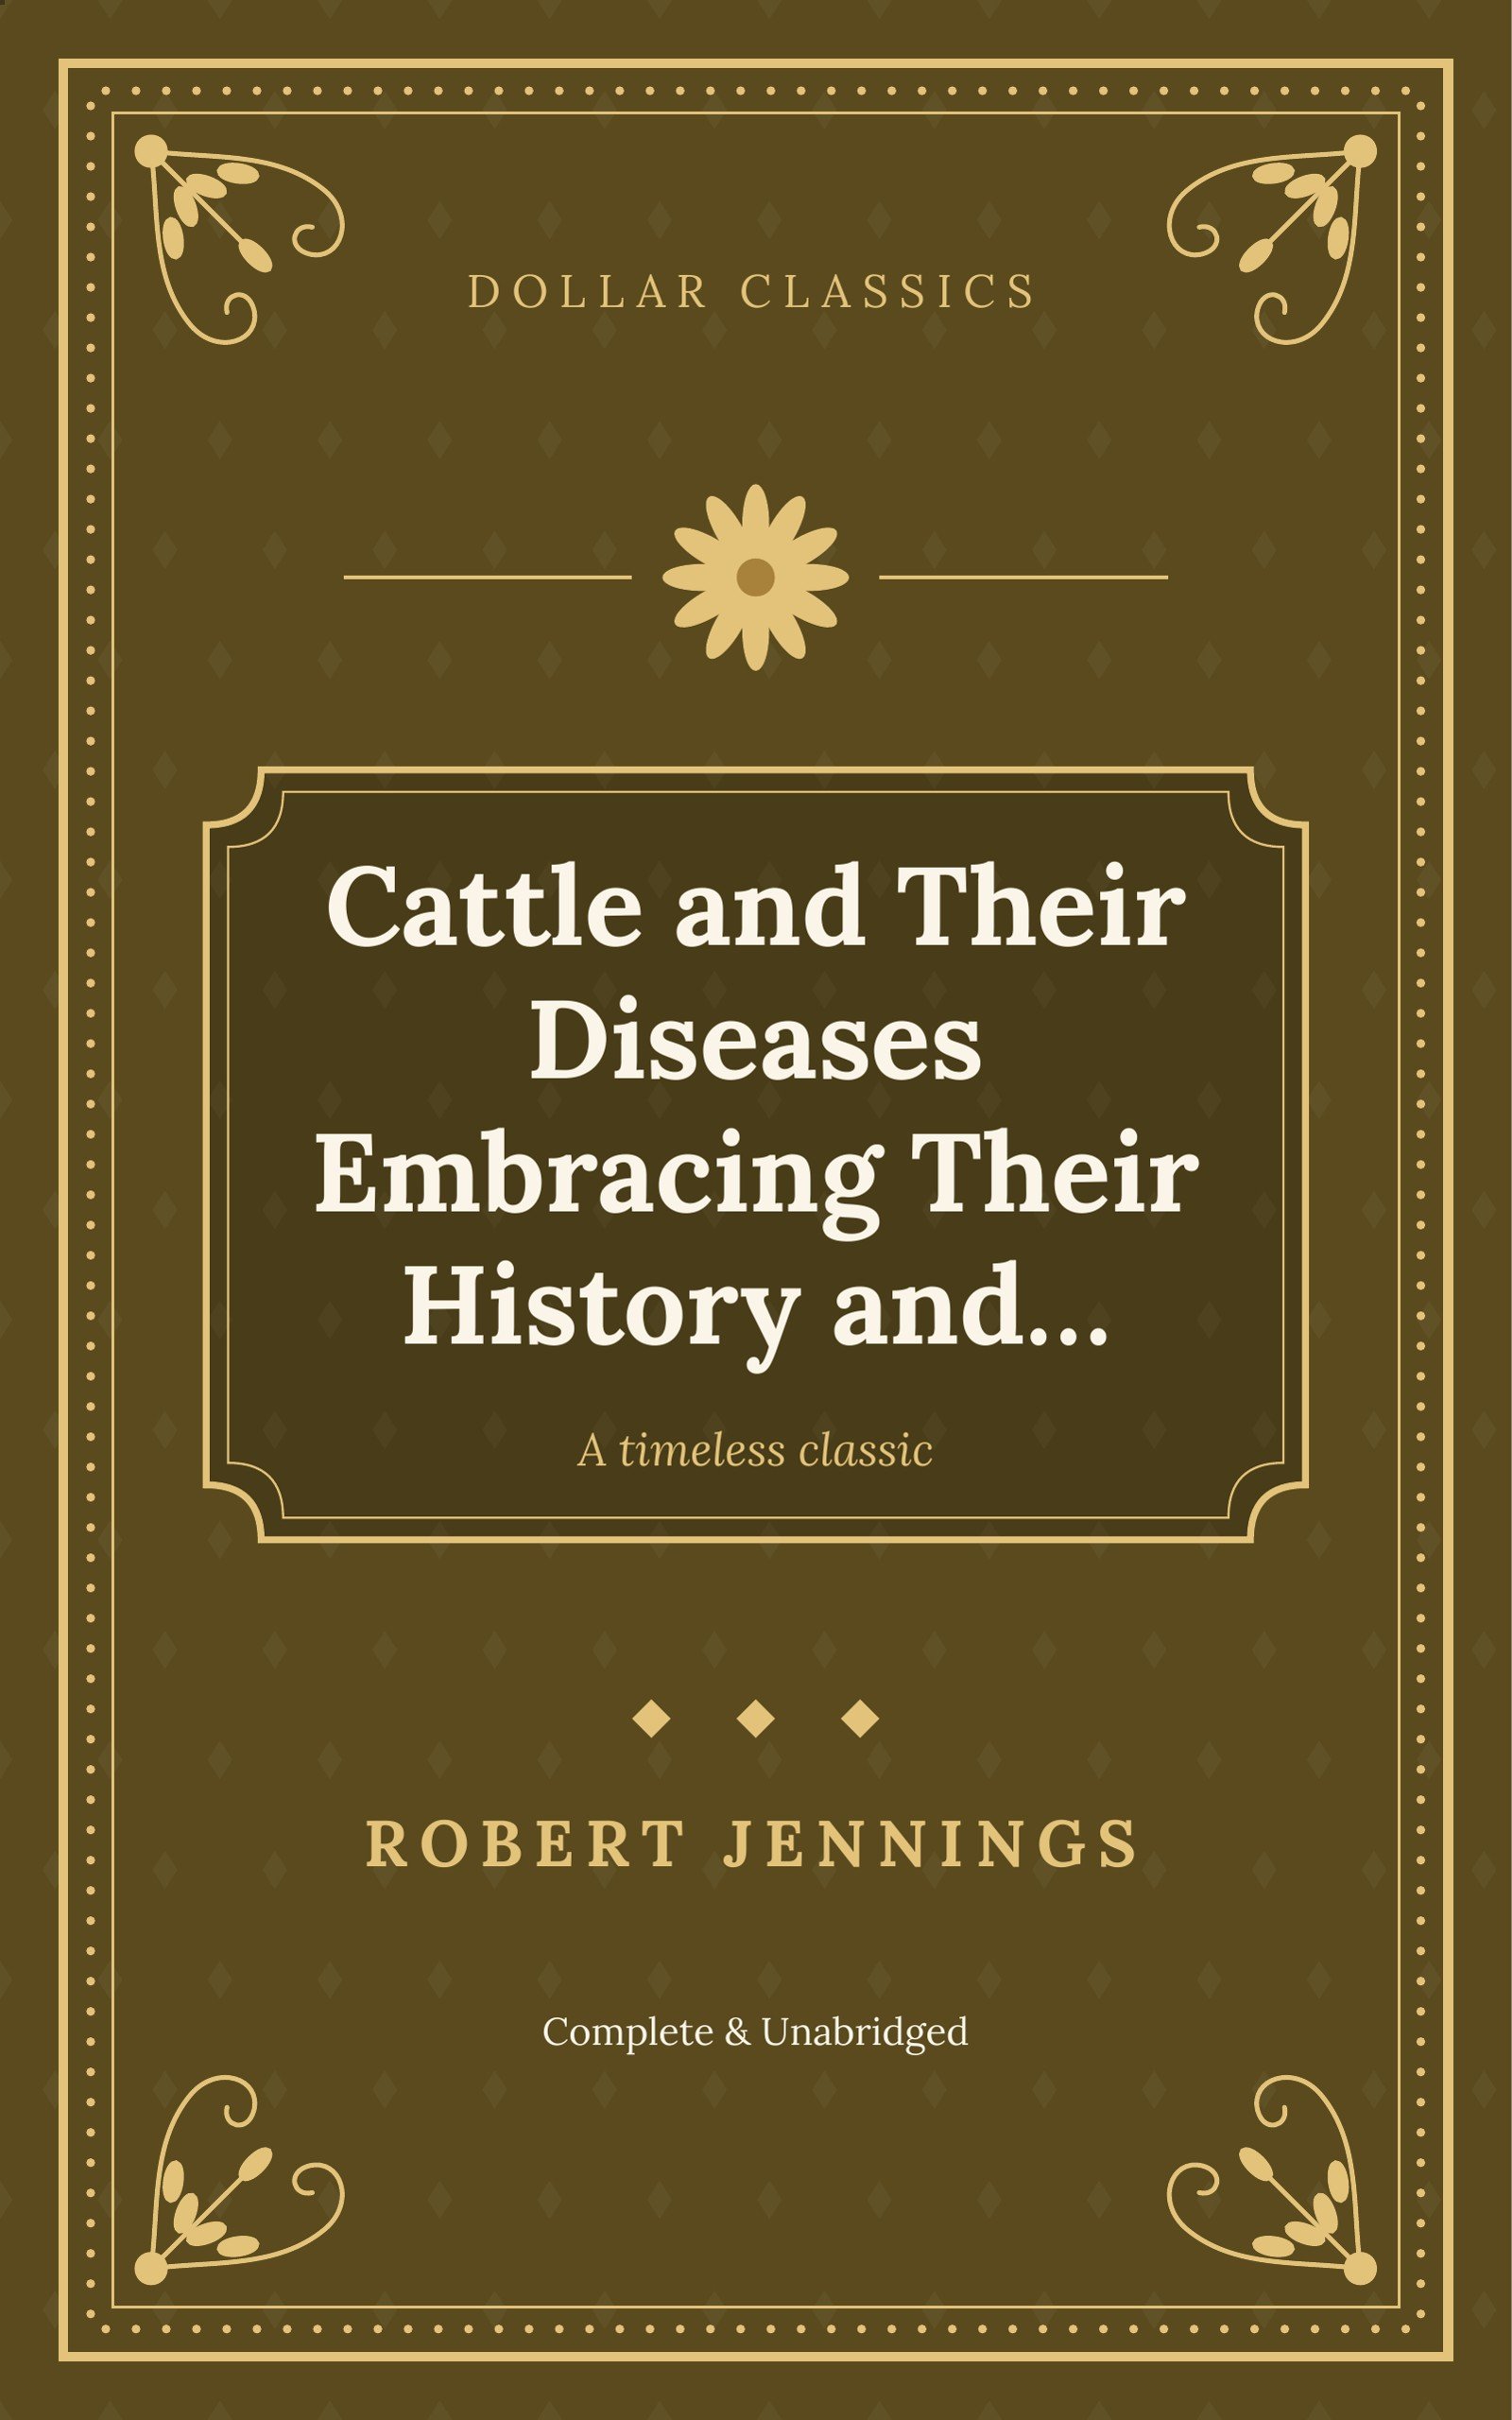 DOLLAR CLASSICS
Cattle and Their
Diseases
Embracing Their
History and...
A timeless classic
ROBERT JENNINGS
Complete & Unabridged